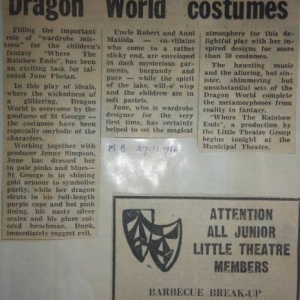 Dragon World costumes
Filling the important
role of "wardrobe mis-
tress" for the children's
fantasy "Where The
Rainbow Ends", has
been an exciting task for tal-
ented June Phelan.
In this play of ideals,
where the wickedness of
a glittering, Dragon
World is overcome by the
goodness of St George —
the costumes have been
especially symbolic of the
characters.
Working together with
producer Jenny Simpson,
June has dressed her
in pale pinks and blues—
St George is in shining
gold armour to symbolise
purity, while her dragon
struts in his full-length
purple cape and hot pink
lining, his nasty silver
scales and his plum col-
ored henchman, Dunk,
immediately suggest evil.
Uncle Robert and Aunt
Matilda — co-villains
who come to a rather
sticky end, are enveloped
in dark mysterious gar-
ments, burgundy and
puce — while the spirit
of the lake, will-o'-wisp
and the children are in
soft pastels.
June, who is wardrobe
designer for the very
first time, has certainly
helped to set the magical
atmosphere for this de-
lightful play with her in-
spired designs for more
than 30 costumes.
The haunting music
and the alluring, but sin-
ister, shimmering but
unsubstantial sets of the
Dragon World complete
the metamorphoses from
reality to fantasy.
"Where The Rainbow
Ends", a production by
the Little Theatre Group
begins tonight at the
Municipal Theatre.
M.B. 27.11
ATTENTION
ALL JUNIOR
LITTLE THEATRE
MEMBERS
BARBECUE BREAK-UP